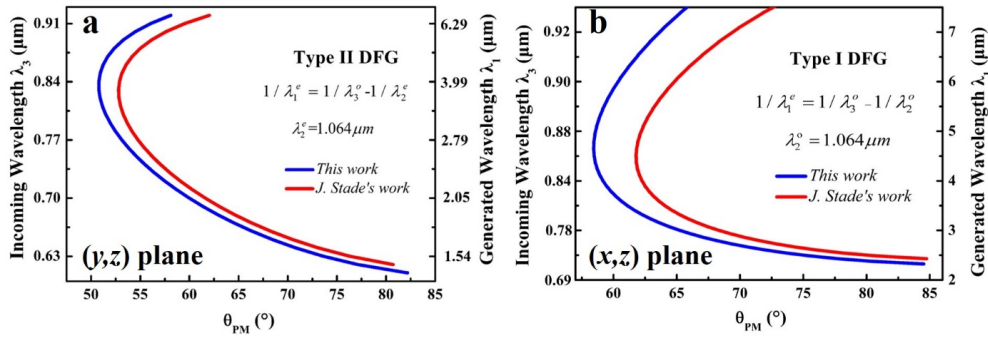 a
Type II DFG
1 / λ₁ᵉ = 1 / λ₃ᵒ -1 / λ₂ᵉ
λ₂ᵉ=1.064μm
This work
J. Stade's work
(y,z) plane
Incoming Wavelength λ₃ (μm)
0.91
0.84
0.77
0.70
0.63
Generated Wavelength λ₁ (μm)
6.29
3.99
2.79
2.05
1.54
50 55 60 65 70 75 80 85
θPM (°)
b
Type I DFG
1 / λ₁ᵉ = 1 / λ₃ᵒ - 1 / λ₂ᵒ
λ₂ᵒ = 1.064μm
This work
J. Stade's work
(x,z) plane
Incoming Wavelength λ₃ (μm)
0.92
0.90
0.88
0.84
0.78
0.69
Generated Wavelength λ₁ (μm)
7
6
5
4
3
2
60 65 70 75 80 85
θPM (°)